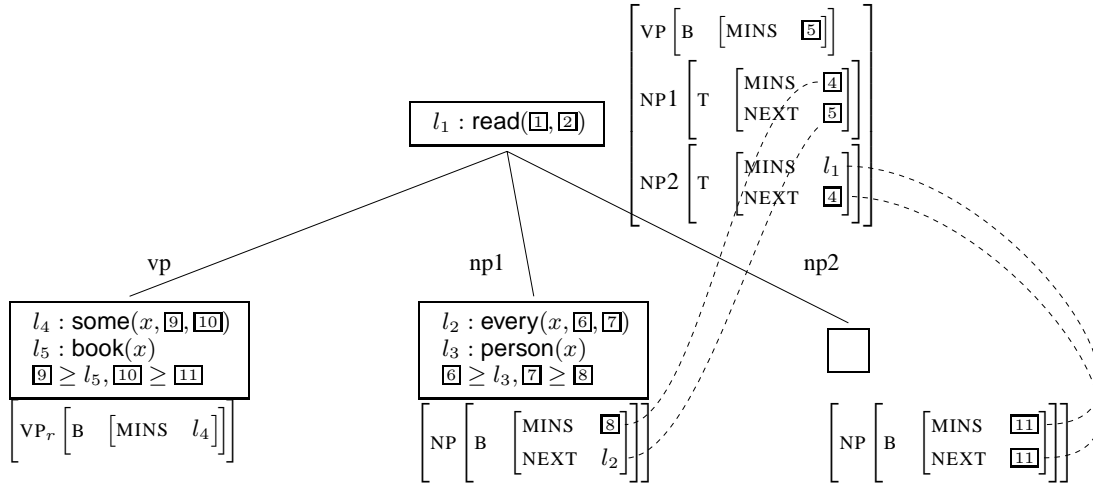 VP [B [MINS 5]]
NP1 [T [MINS 4
NEXT 5]]
NP2 [T [MINS l₁
NEXT 4]]
l₁ : read(1, 2)
vp np1 np2
l₄ : some(x, 9, 10)
l₅ : book(x)
9 ≥ l₅, 10 ≥ 11
[VPᵣ [B [MINS l₄]]]
l₂ : every(x, 6, 7)
l₃ : person(x)
6 ≥ l₃, 7 ≥ 8
[NP [B [MINS 8
NEXT l₂]]]
[NP [B [MINS 11
NEXT 11]]]